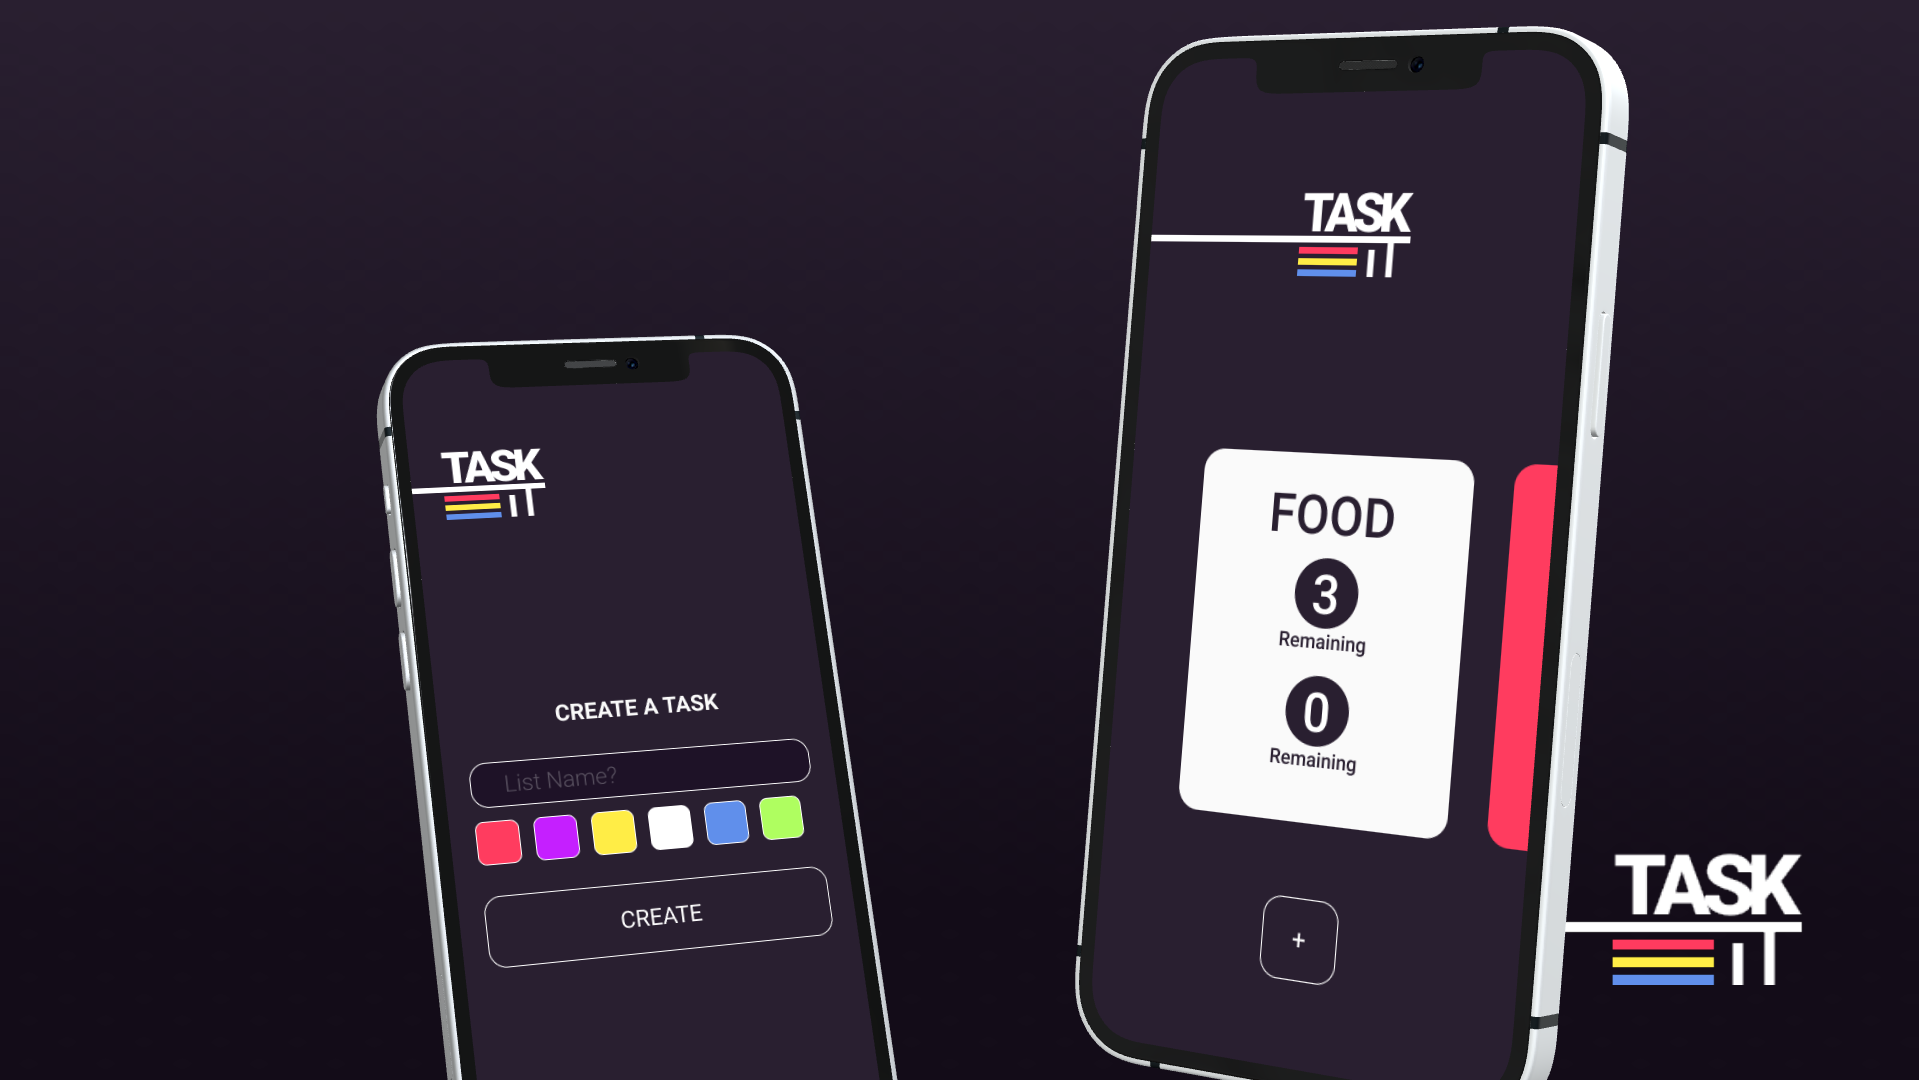 TASK
IT
CREATE A TASK
List Name?
CREATE
TASK
IT
FOOD
3
Remaining
0
Remaining
+
TASK
IT